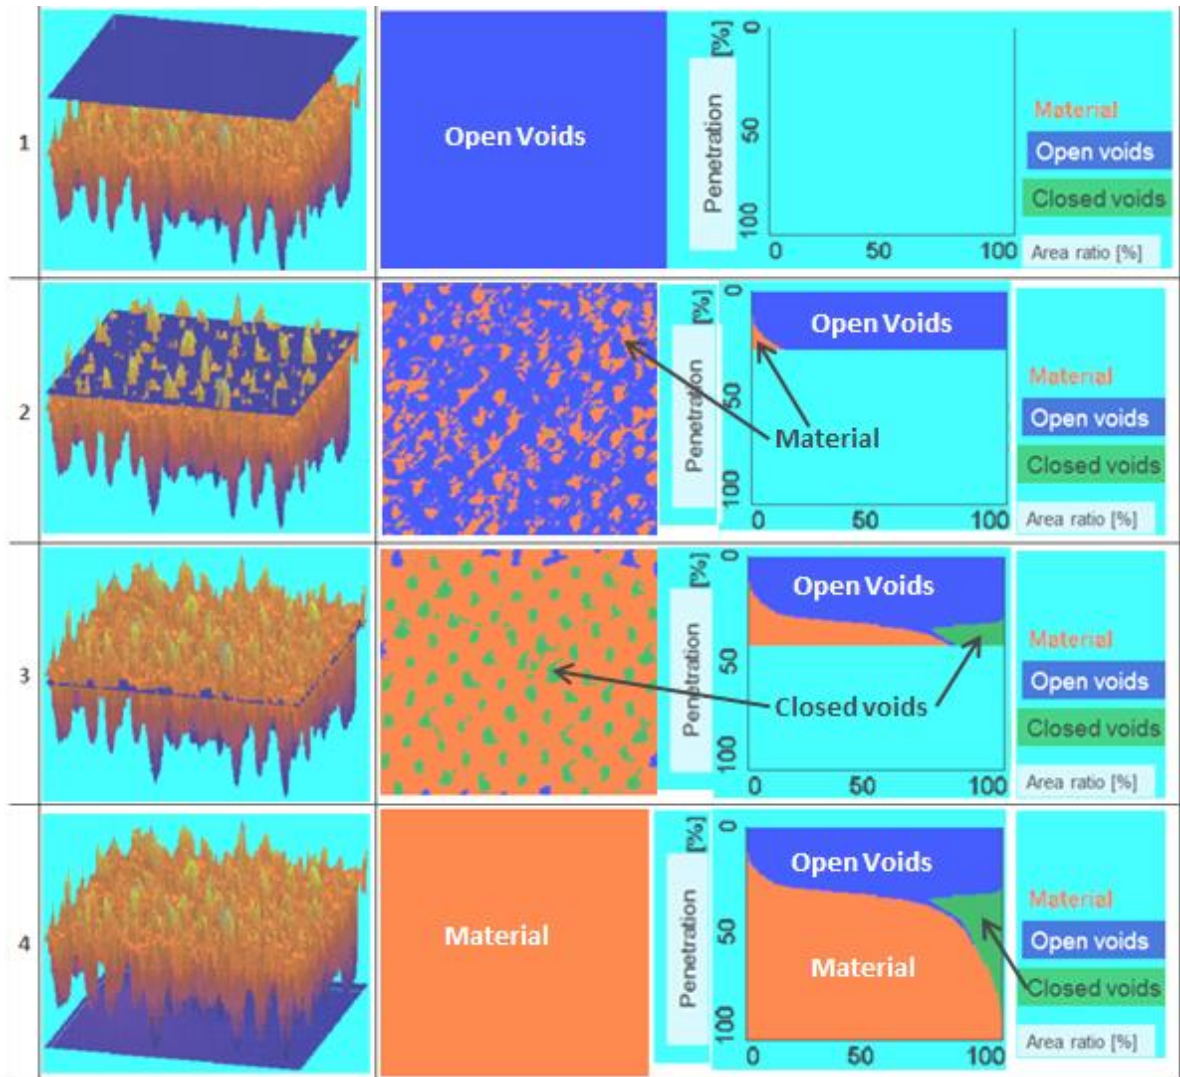 1
Open Voids
Penetration
[%]
0
50
100
0 50 100
Material
Open voids
Closed voids
Area ratio [%]
2
Penetration
[%]
0
50
100
Open Voids
Material
0 50 100
Material
Open voids
Closed voids
Area ratio [%]
3
Penetration
[%]
0
50
100
Open Voids
Closed voids
0 50 100
Material
Open voids
Closed voids
Area ratio [%]
4
Material
Penetration
[%]
0
50
100
Open Voids
Material
0 50 100
Material
Open voids
Closed voids
Area ratio [%]